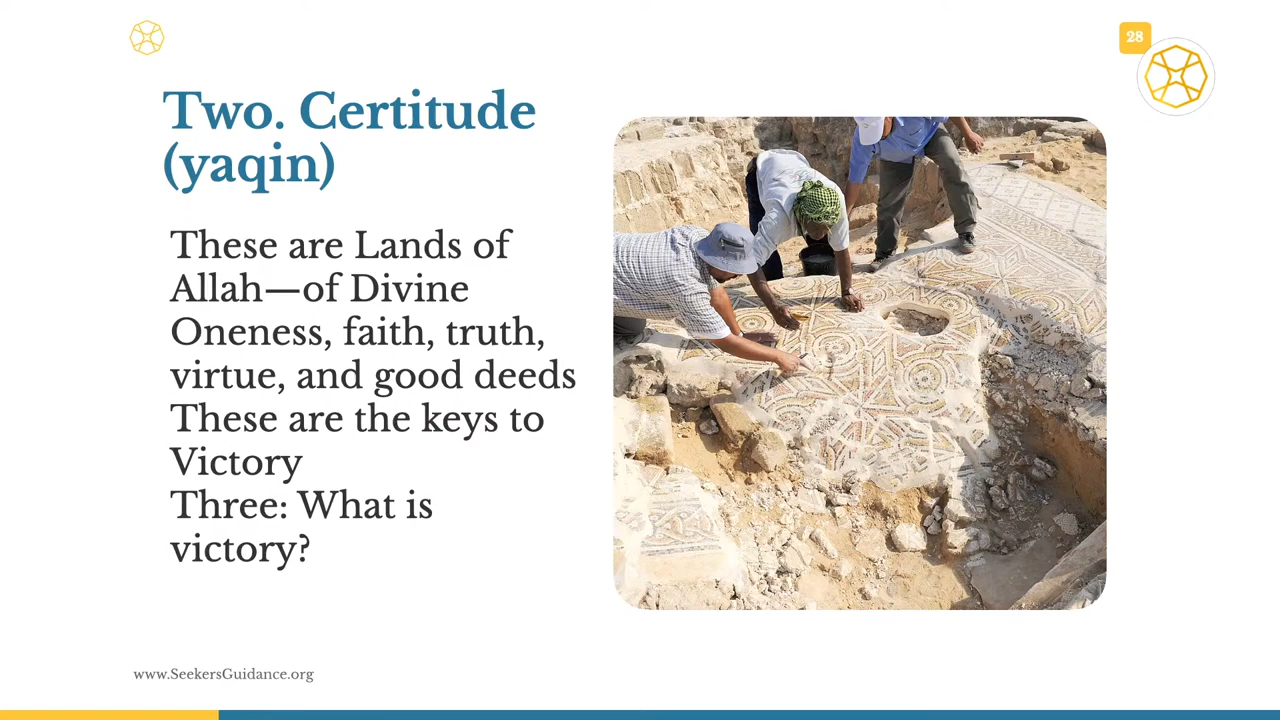 28
Two. Certitude
(yaqin)
These are Lands of
Allah—of Divine
Oneness, faith, truth,
virtue, and good deeds
These are the keys to
Victory
Three: What is
victory?
www.SeekersGuidance.org